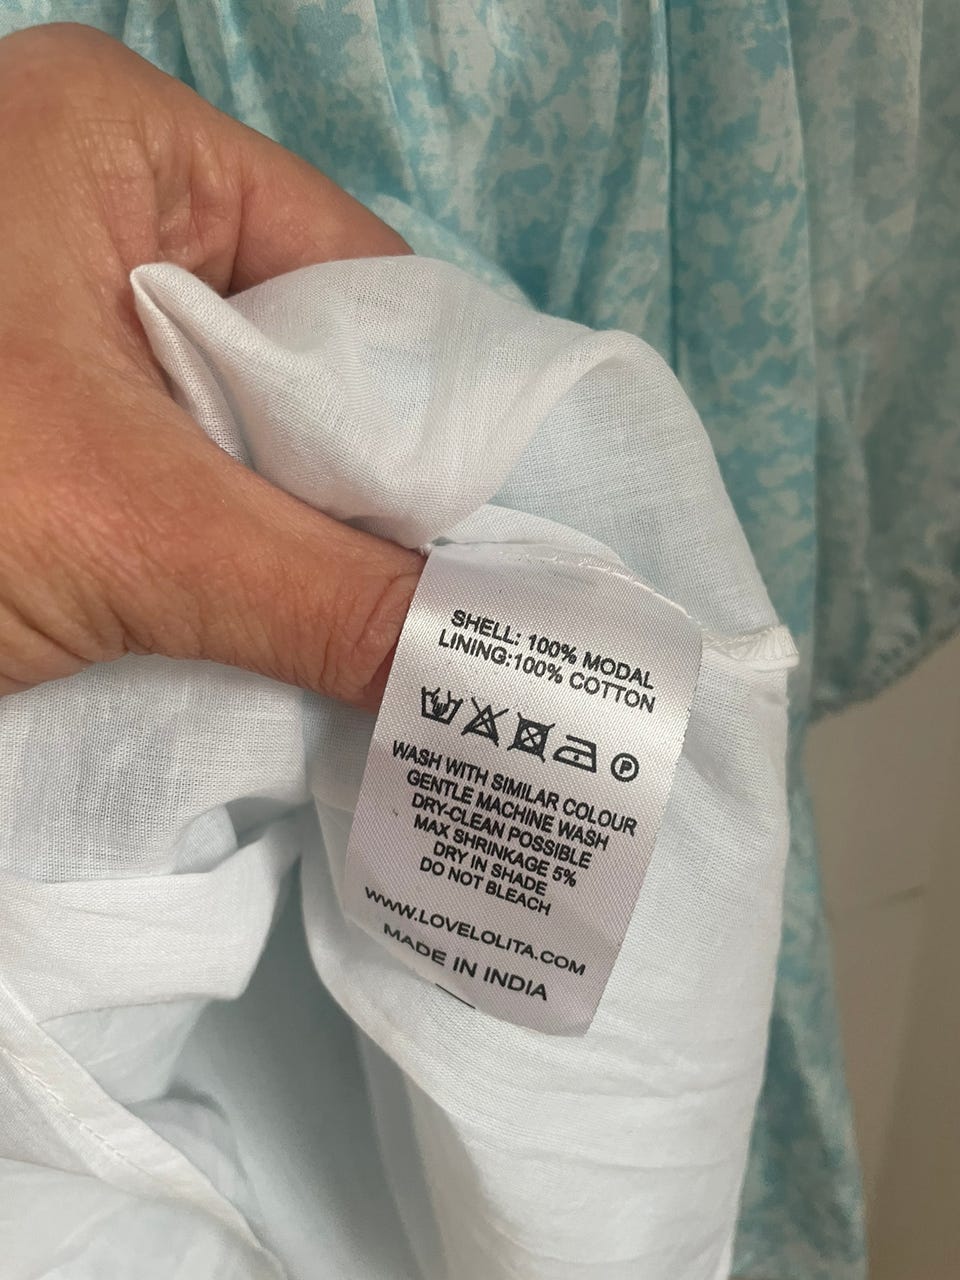 SHELL: 100% MODAL
LINING:100% COTTON
P
WASH WITH SIMILAR COLOUR
GENTLE MACHINE WASH
DRY-CLEAN POSSIBLE
MAX SHRINKAGE 5%
DRY IN SHADE
DO NOT BLEACH
WWW.LOVELOLITA.COM
MADE IN INDIA